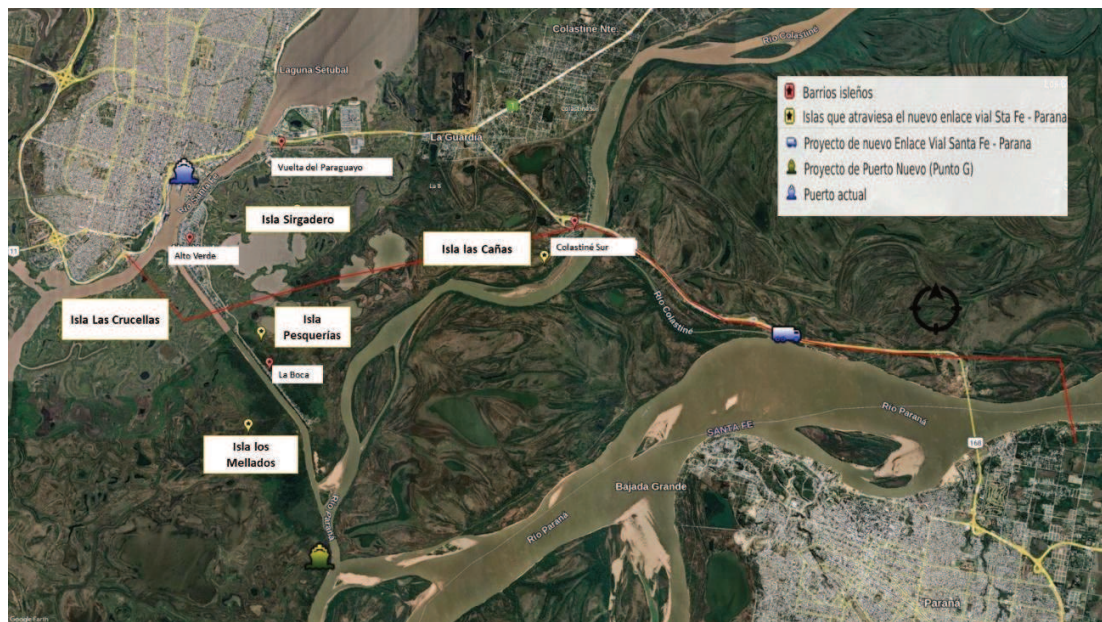 Colastiné Nte.
Río Colastiné
Laguna Setubal
Barrios isleños
Islas que atraviesa el nuevo enlace vial Sta Fe - Parana
Proyecto de nuevo Enlace Vial Santa Fe - Parana
Proyecto de Puerto Nuevo (Punto G)
Puerto actual
La Guardia
Vuelta del Paraguayo
Isla Sirgadero
Alto Verde
11
Isla las Cañas
Colastiné Sur
Isla Las Crucellas
Isla
Pesquerías
Río Colastiné
La Boca
Isla los
Mellados
Río Paraná
SANTA FE
168
Bajada Grande
Río Paraná
Río Paraná
Paraná
Google Earth